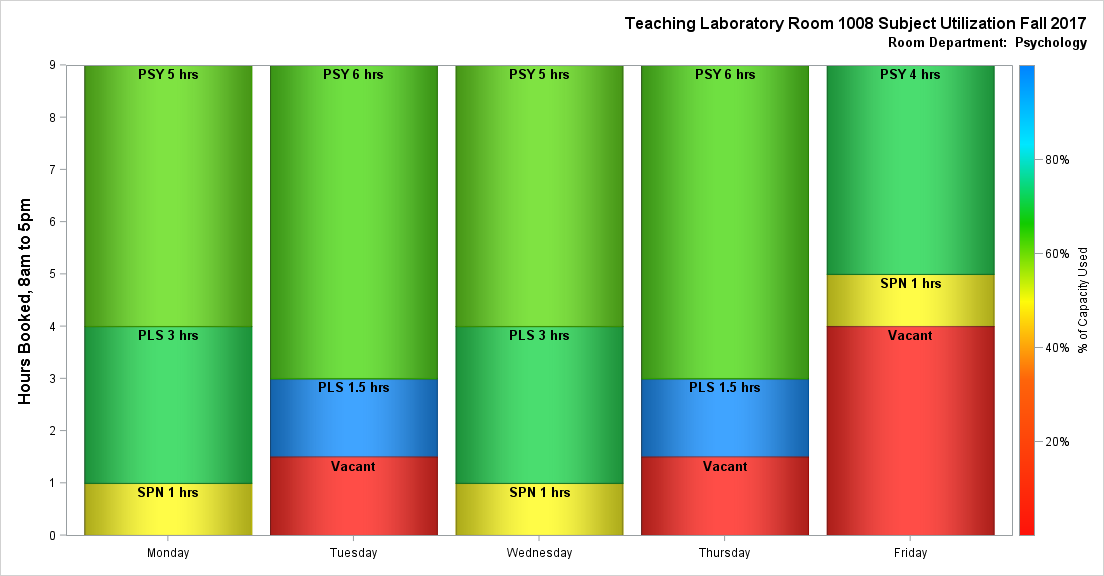 Teaching Laboratory Room 1008 Subject Utilization Fall 2017
Room Department: Psychology
Hours Booked, 8am to 5pm
9
8
7
6
5
4
3
2
1
0
PSY 5 hrs
PLS 3 hrs
SPN 1 hrs
PSY 6 hrs
PLS 1.5 hrs
Vacant
PSY 5 hrs
PLS 3 hrs
SPN 1 hrs
PSY 6 hrs
PLS 1.5 hrs
Vacant
PSY 4 hrs
SPN 1 hrs
Vacant
Monday
Tuesday
Wednesday
Thursday
Friday
80%
60%
40%
20%
% of Capacity Used